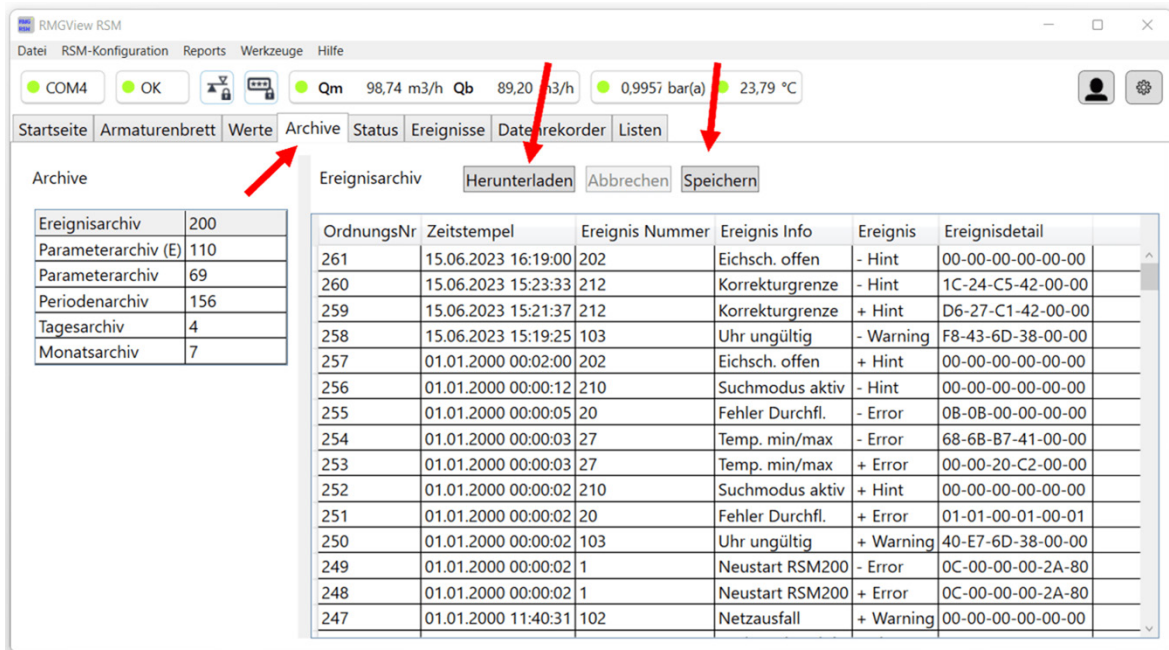 RMGView RSM
Datei RSM-Konfiguration Reports Werkzeuge Hilfe
COM4 OK Qm 98,74 m3/h Qb 89,20 m3/h 0,9957 bar(a) 23,79 °C
Startseite Armaturenbrett Werte Archive Status Ereignisse Datenrekorder Listen
Archive
Ereignisarchiv 200
Parameterarchiv (E) 110
Parameterarchiv 69
Periodenarchiv 156
Tagesarchiv 4
Monatsarchiv 7
Ereignisarchiv Herunterladen Abbrechen Speichern
OrdnungsNr Zeitstempel Ereignis Nummer Ereignis Info Ereignis Ereignisdetail
261 15.06.2023 16:19:00 202 Eichsch. offen - Hint 00-00-00-00-00-00
260 15.06.2023 15:23:33 212 Korrekturgrenze - Hint 1C-24-C5-42-00-00
259 15.06.2023 15:21:37 212 Korrekturgrenze + Hint D6-27-C1-42-00-00
258 15.06.2023 15:19:25 103 Uhr ungültig - Warning F8-43-6D-38-00-00
257 01.01.2000 00:02:00 202 Eichsch. offen + Hint 00-00-00-00-00-00
256 01.01.2000 00:00:12 210 Suchmodus aktiv - Hint 00-00-00-00-00-00
255 01.01.2000 00:00:05 20 Fehler Durchfl. - Error 0B-0B-00-00-00-00
254 01.01.2000 00:00:03 27 Temp. min/max - Error 68-6B-B7-41-00-00
253 01.01.2000 00:00:03 27 Temp. min/max + Error 00-00-20-C2-00-00
252 01.01.2000 00:00:02 210 Suchmodus aktiv + Hint 00-00-00-00-00-00
251 01.01.2000 00:00:02 20 Fehler Durchfl. + Error 01-01-00-01-00-01
250 01.01.2000 00:00:02 103 Uhr ungültig + Warning 40-E7-6D-38-00-00
249 01.01.2000 00:00:02 1 Neustart RSM200 - Error 0C-00-00-00-2A-80
248 01.01.2000 00:00:02 1 Neustart RSM200 + Error 0C-00-00-00-2A-80
247 01.01.2000 11:40:31 102 Netzausfall + Warning 00-00-00-00-00-00